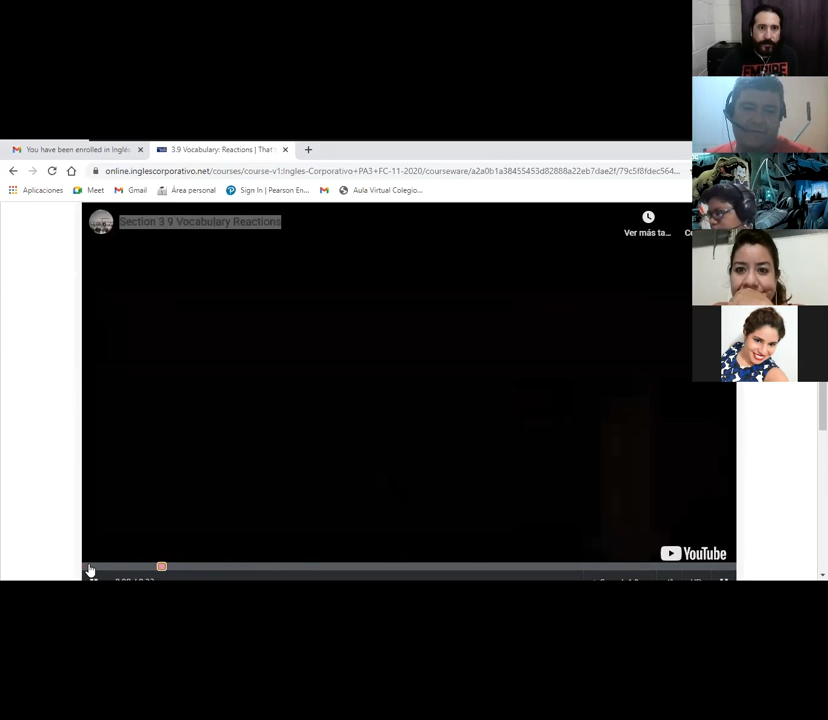 EMPIRE
You have been enrolled in Inglés
3.9 Vocabulary: Reactions | That'
online.inglescorporativo.net/courses/course-v1:Ingles-Corporativo+PA3+FC-11-2020/courseware/a2a0b1a38455453d82888a22eb7dae2f/79c5f8fdec564...
Aplicaciones
Meet
Gmail
Área personal
Sign In | Pearson En...
Aula Virtual Colegio...
Section 3 9 Vocabulary Reactions
Ver más ta...
YouTube